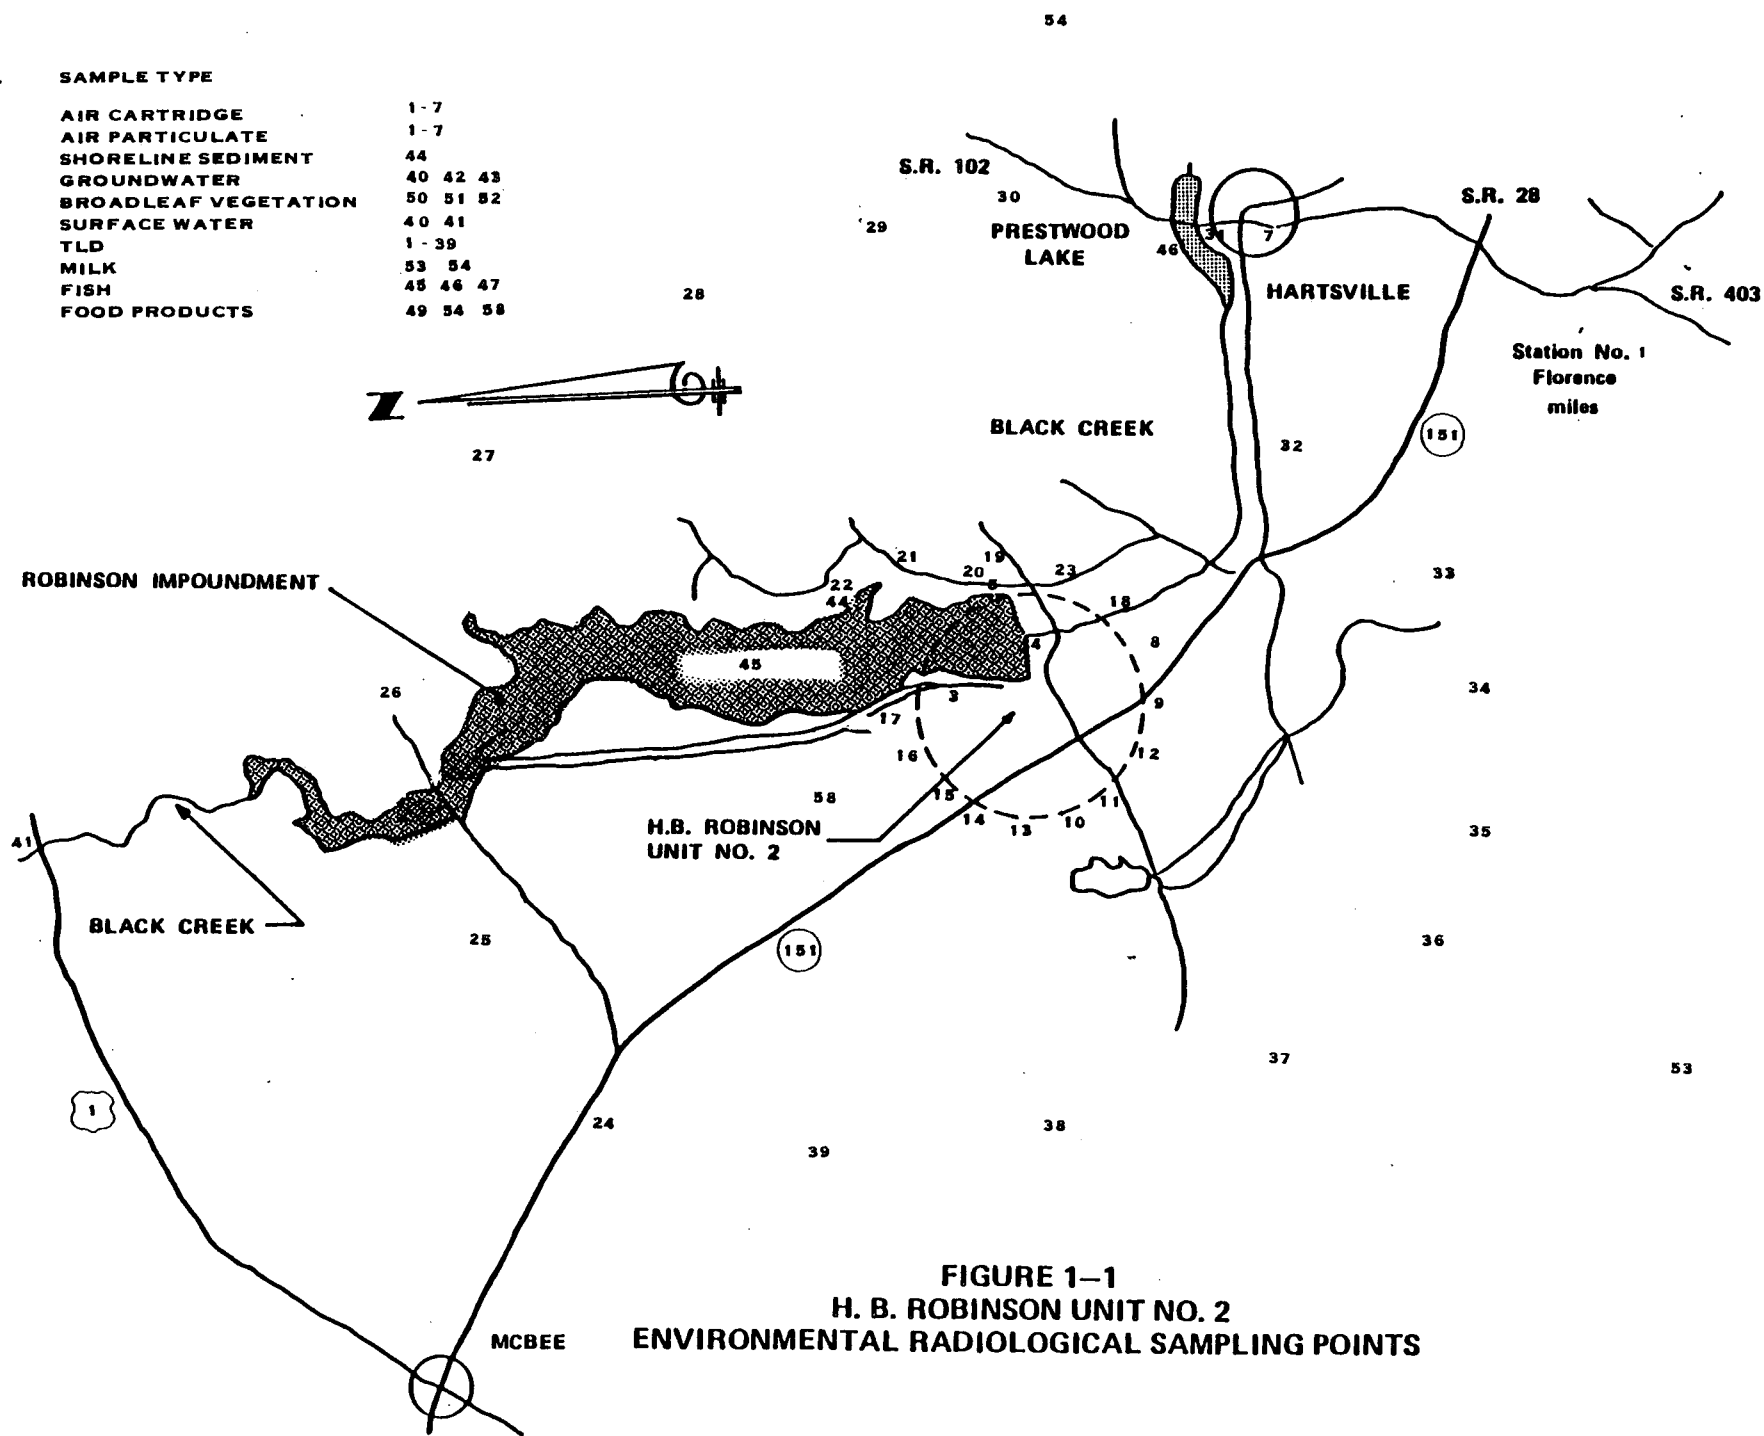 54
SAMPLE TYPE
AIR CARTRIDGE 1-7
AIR PARTICULATE 1-7
SHORELINE SEDIMENT 44
GROUNDWATER 40 42 43
BROADLEAF VEGETATION 50 51 52
SURFACE WATER 40 41
TLD 1-39
MILK 53 54
FISH 45 46 47
FOOD PRODUCTS 49 54 58
S.R. 102
30
29
28
PRESTWOOD
LAKE
46
31
7
HARTSVILLE
S.R. 28
S.R. 403
Station No. 1
Florence
miles
N
27
BLACK CREEK
32
151
ROBINSON IMPOUNDMENT
21
19
20
5
23
22
44
18
33
4
8
45
26
3
17
9
34
16
12
58
15
11
14
13
10
H.B. ROBINSON
UNIT NO. 2
35
41
BLACK CREEK
25
151
36
37
53
1
24
38
39
MCBEE
FIGURE 1–1
H. B. ROBINSON UNIT NO. 2
ENVIRONMENTAL RADIOLOGICAL SAMPLING POINTS